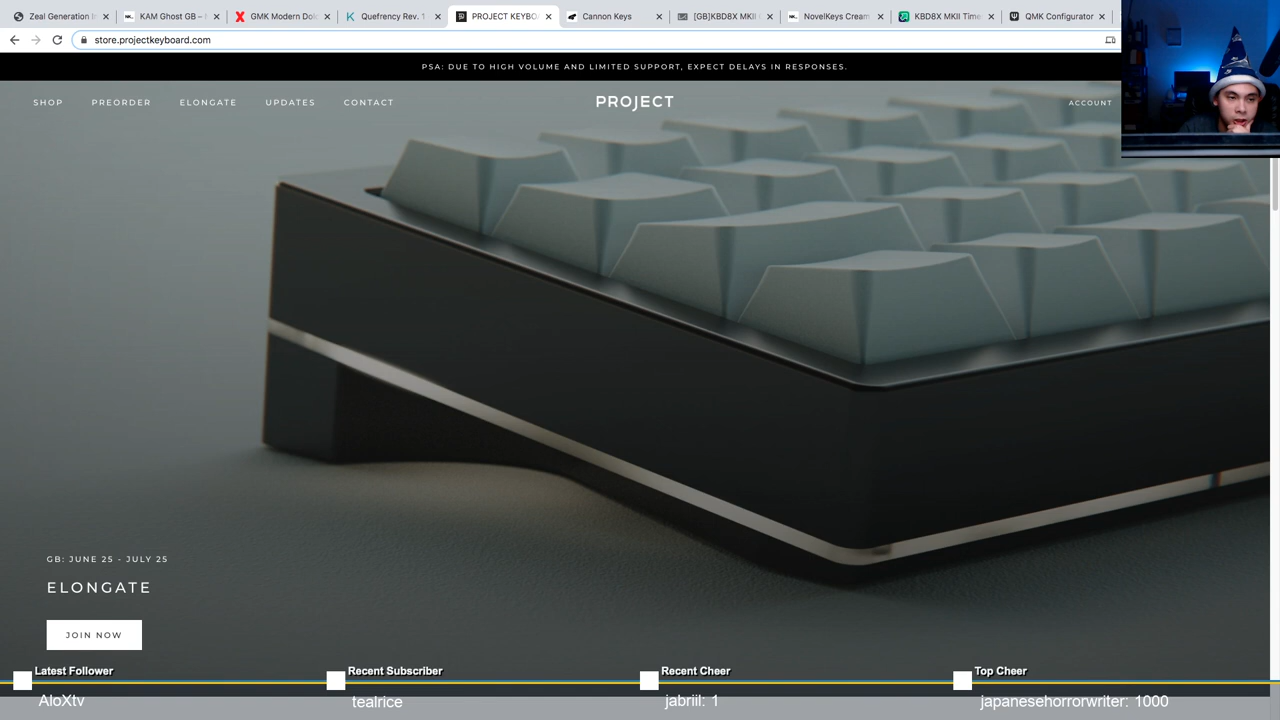 Zeal Generation In
KAM Ghost GB – I
GMK Modern Dol
Quefrency Rev. 1
PROJECT KEYBO
Cannon Keys
[GB]KBD8X MKII
NovelKeys Cream
KBD8X MKII Time
QMK Configurator
store.projectkeyboard.com
PSA: DUE TO HIGH VOLUME AND LIMITED SUPPORT, EXPECT DELAYS IN RESPONSES.
SHOP PREORDER ELONGATE UPDATES CONTACT PROJECT ACCOUNT
GB: JUNE 25 - JULY 25
ELONGATE
JOIN NOW
Latest Follower Recent Subscriber Recent Cheer Top Cheer
AloXtv tealrice jabriil: 1 japanesehorrorwriter: 1000